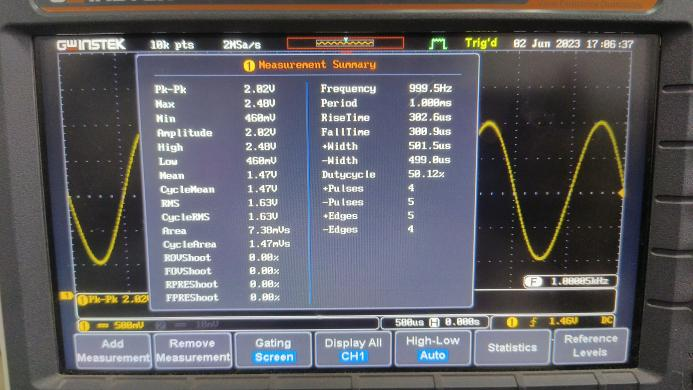 GWINSTEK 10k pts 2MSa/s Trig'd 02 Jun 2023 17:06:37
1 Measurement Summary
Pk-Pk 2.02V Frequency 999.5Hz
Max 2.48V Period 1.000ms
Min 460mV RiseTime 302.6us
Amplitude 2.02V FallTime 300.9us
High 2.48V +Width 501.5us
Low 460mV -Width 499.0us
Mean 1.47V Dutycycle 50.12%
CycleMean 1.47V +Pulses 4
RMS 1.63V -Pulses 5
CycleRMS 1.63V +Edges 5
Area 7.38mVs -Edges 4
CycleArea 1.47mVs
ROVShoot 0.00%
FOVShoot 0.00%
RPREShoot 0.00%
FPREShoot 0.00%
F 1.00005kHz
1 Pk-Pk 2.02
1 500mV 2 10mV 500us H 0.000s 1 1.46V DC
Add Measurement
Remove Measurement
Gating Screen
Display All CH1
High-Low Auto
Statistics
Reference Levels